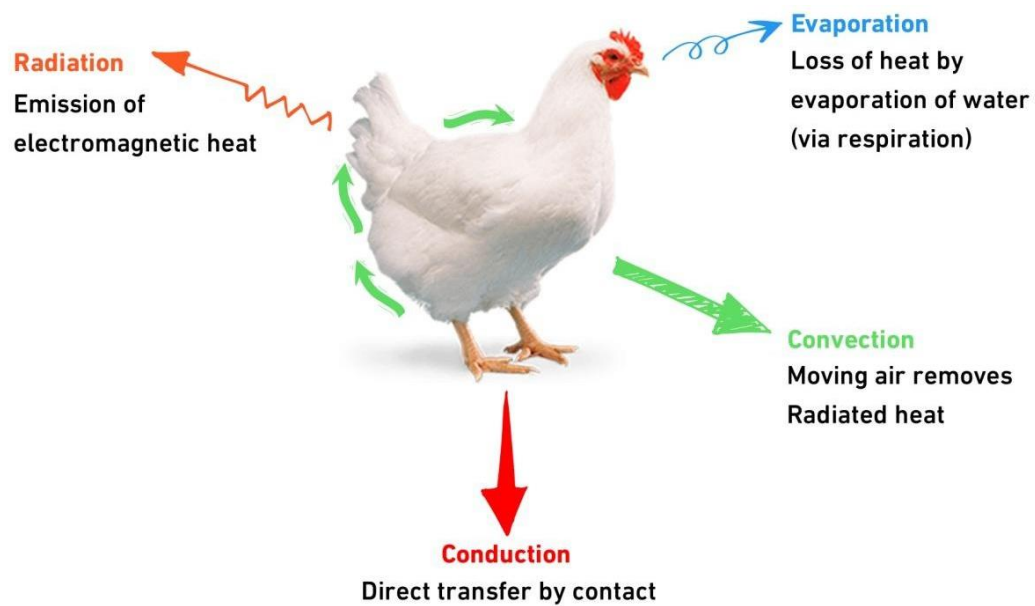 Radiation
Emission of
electromagnetic heat
Evaporation
Loss of heat by
evaporation of water
(via respiration)
Convection
Moving air removes
Radiated heat
Conduction
Direct transfer by contact